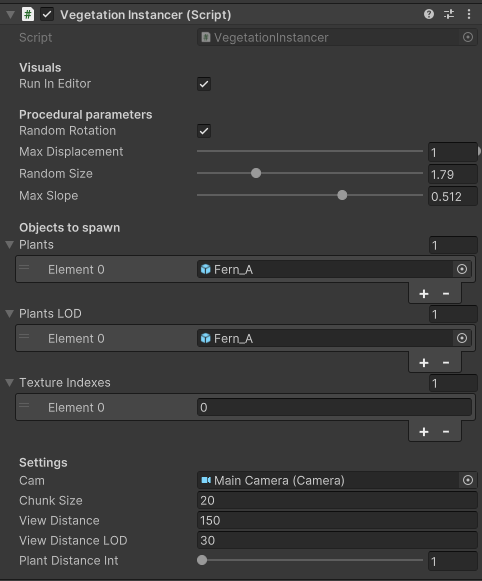 Vegetation Instancer (Script)
Script VegetationInstancer
Visuals
Run In Editor
Procedural parameters
Random Rotation
Max Displacement 1
Random Size 1.79
Max Slope 0.512
Objects to spawn
Plants 1
Element 0 Fern_A
+ -
Plants LOD 1
Element 0 Fern_A
+ -
Texture Indexes 1
Element 0 0
+ -
Settings
Cam Main Camera (Camera)
Chunk Size 20
View Distance 150
View Distance LOD 30
Plant Distance Int 1